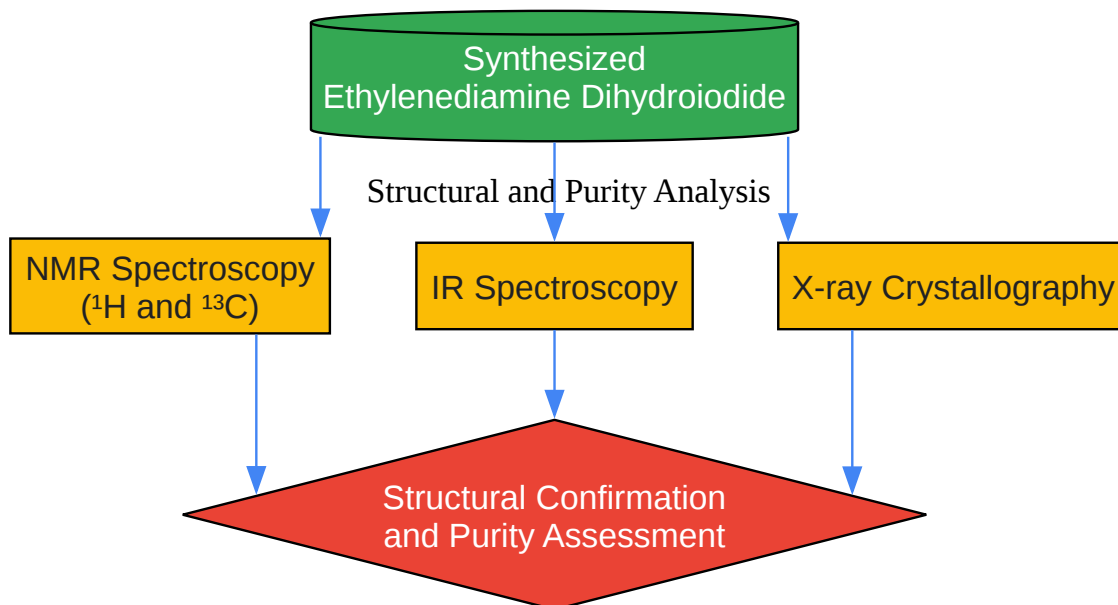 Synthesized
Ethylenediamine Dihydroiodide
Structural and Purity Analysis
NMR Spectroscopy
(¹H and ¹³C)
IR Spectroscopy
X-ray Crystallography
Structural Confirmation
and Purity Assessment